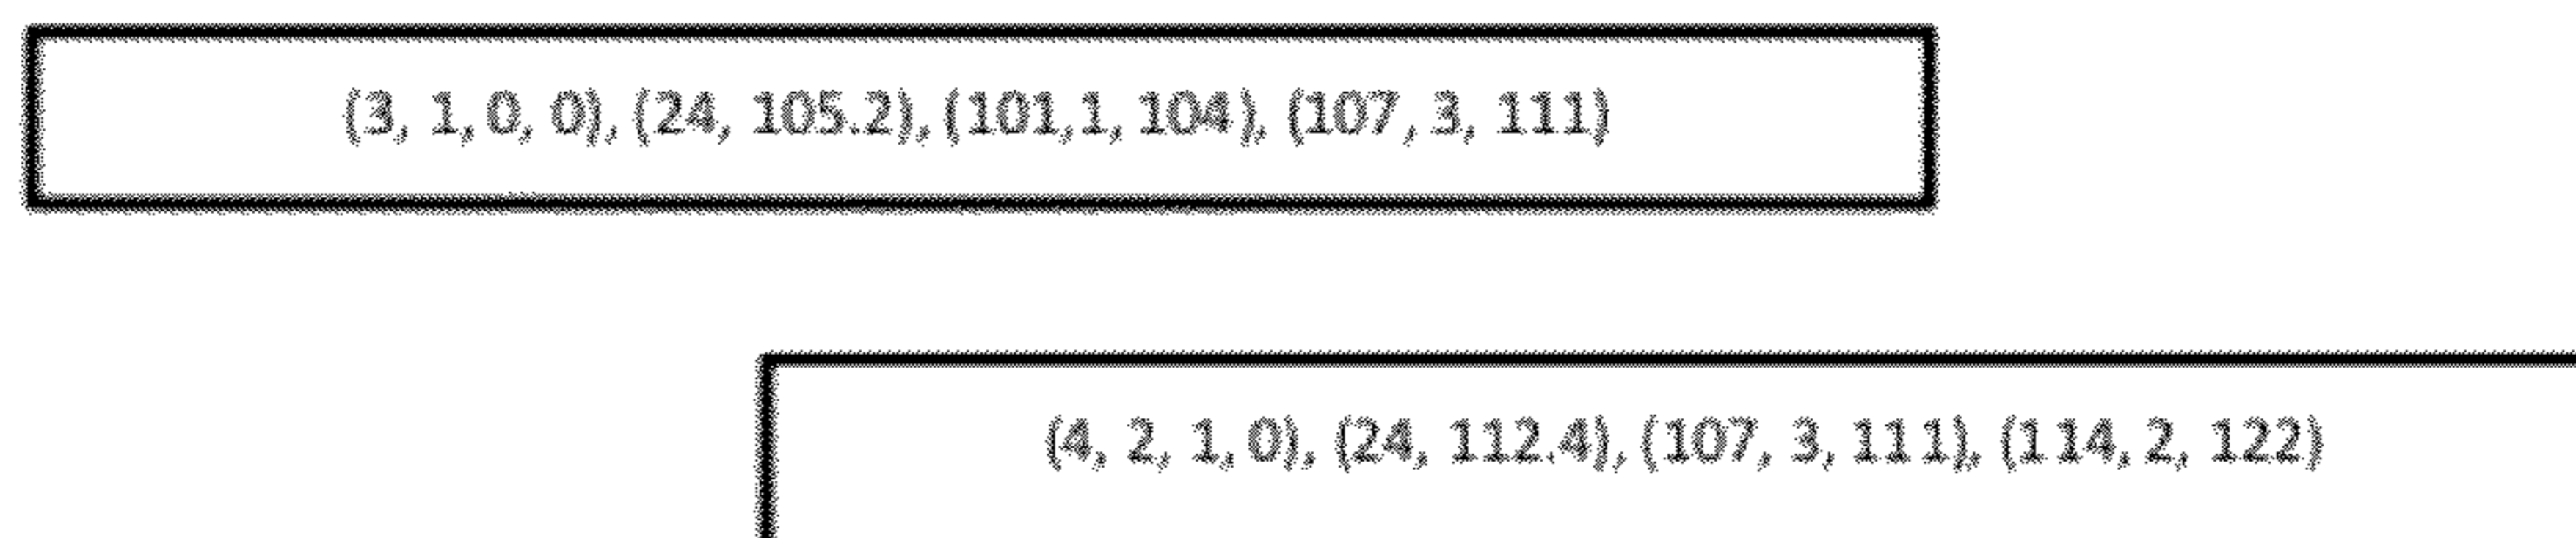 (3, 1, 0, 0), (24, 105.2), (101,1, 104), (107, 3, 111)
(4, 2, 1, 0), (24, 112.4), (107, 3, 111), (114, 2, 122)